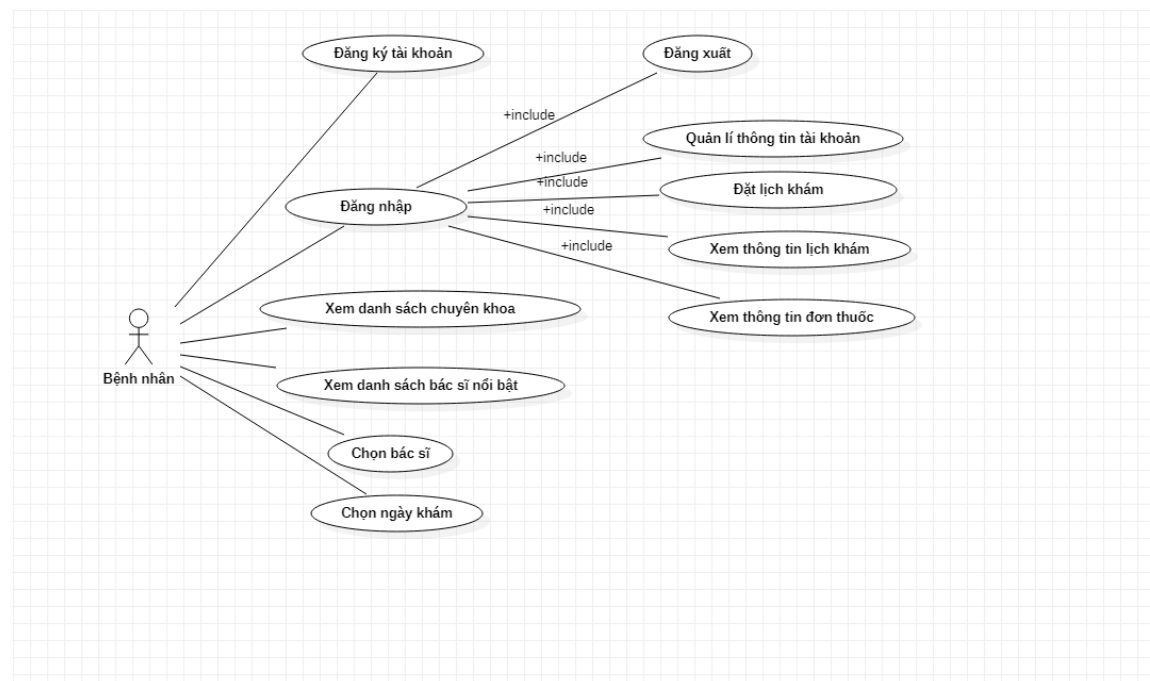 Đăng ký tài khoản
Đăng xuất
+include
Quản lí thông tin tài khoản
+include
+include
Đặt lịch khám
Đăng nhập
+include
Xem thông tin lịch khám
+include
Xem danh sách chuyên khoa
Xem thông tin đơn thuốc
Bệnh nhân
Xem danh sách bác sĩ nổi bật
Chọn bác sĩ
Chọn ngày khám